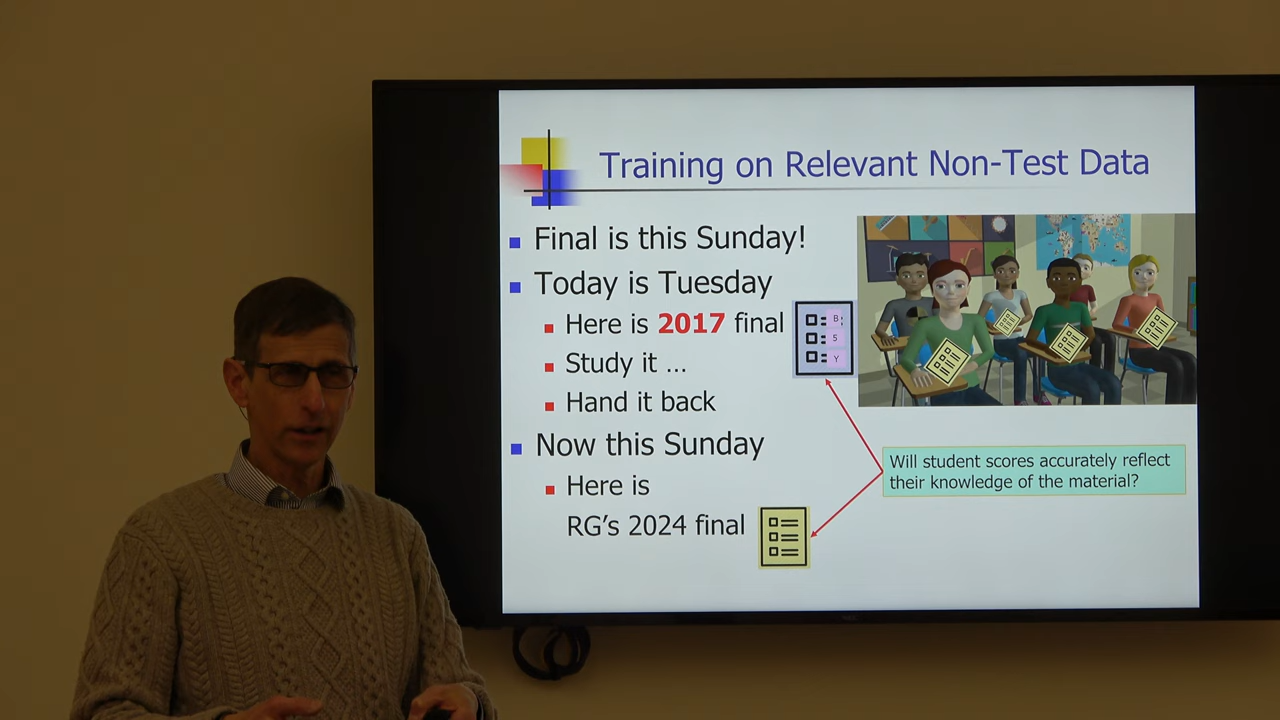 Training on Relevant Non-Test Data
Final is this Sunday!
Today is Tuesday
Here is 2017 final
B
5
Y
Study it ...
Hand it back
Now this Sunday
Will student scores accurately reflect
their knowledge of the material?
Here is
RG's 2024 final